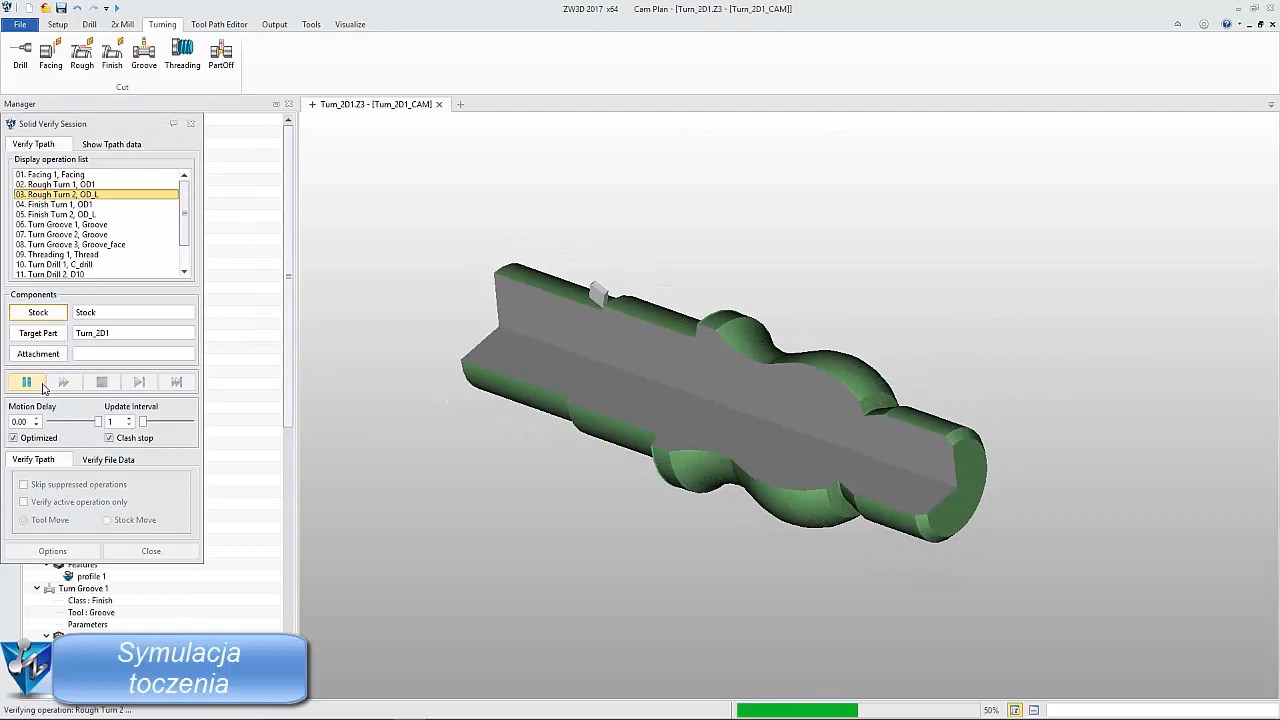 ZW3D 2017 x64 Cam Plan - [Turn_2D1.Z3 - [Turn_2D1_CAM]]
File Setup Drill 2x Mill Turning Tool Path Editor Output Tools Visualize
Drill Facing Rough Finish Groove Threading PartOff
Cut
Manager
Turn_2D1.Z3 - [Turn_2D1_CAM]
Solid Verify Session
Verify Tpath Show Tpath data
Display operation list
01. Facing 1, Facing
02. Rough Turn 1, OD1
03. Rough Turn 2, OD_L
04. Finish Turn 1, OD1
05. Finish Turn 2, OD_L
06. Turn Groove 1, Groove
07. Turn Groove 2, Groove
08. Turn Groove 3, Groove_face
09. Threading 1, Thread
10. Turn Drill 1, C_drill
11. Turn Drill 2, D10
Components
Stock Stock
Target Part Turn_2D1
Attachment
Motion Delay Update Interval
0.00 1
Optimized Clash stop
Verify Tpath Verify File Data
Skip suppressed operations
Verify active operation only
Tool Move Stock Move
Options Close
Features
profile 1
Turn Groove 1
Class : Finish
Tool : Groove
Parameters
Symulacja
toczenia
Verifying operation: Rough Turn 2 ... 50%